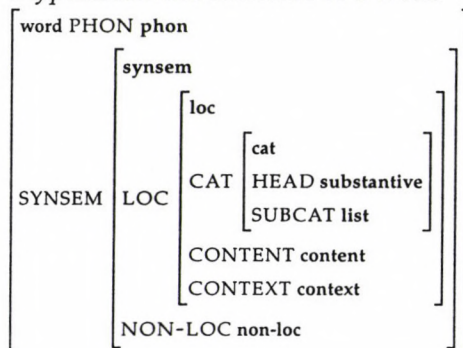 word PHON phon
synsem
loc
cat
CAT HEAD substantive
SYNSEM LOC SUBCAT list
CONTENT content
CONTEXT context
NON-LOC non-loc